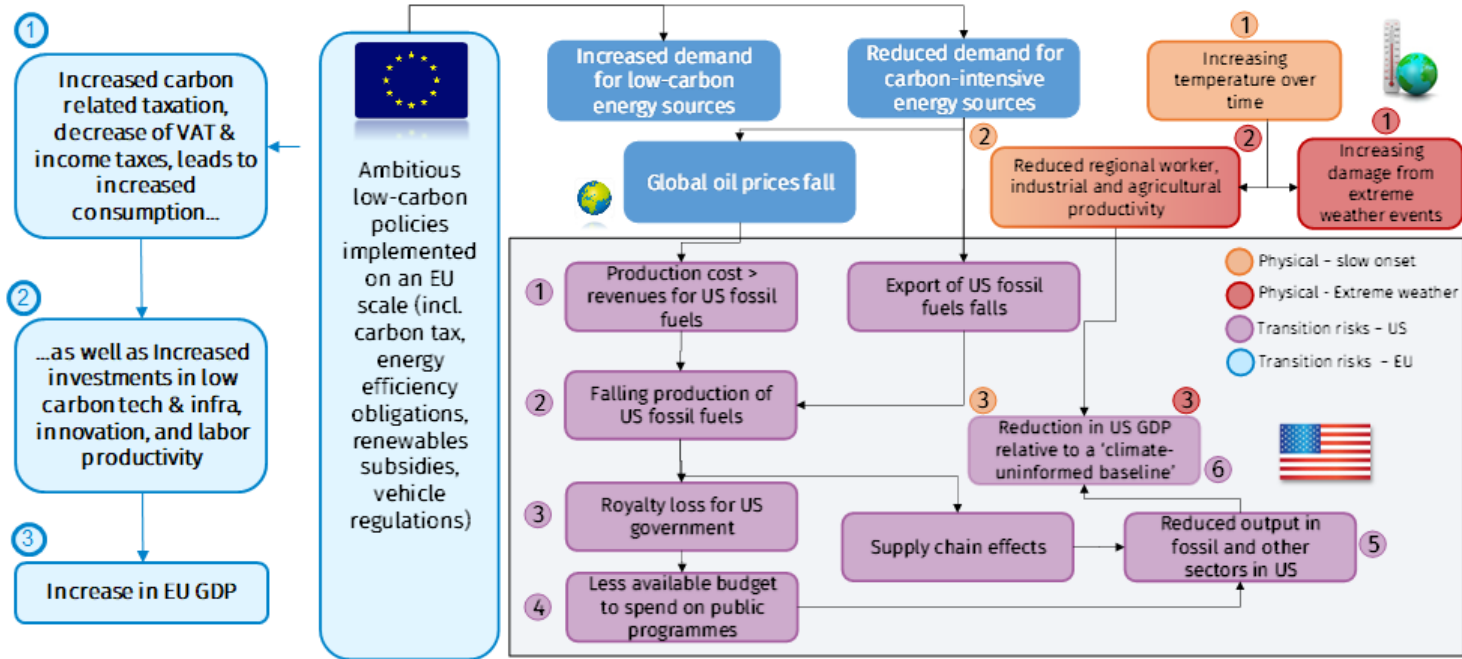 1
Increased carbon
related taxation,
decrease of VAT &
income taxes, leads to
increased
consumption...
2
...as well as Increased
investments in low
carbon tech & infra,
innovation, and labor
productivity
3
Increase in EU GDP
Ambitious
low-carbon
policies
implemented
on an EU
scale (incl.
carbon tax,
energy
efficiency
obligations,
renewables
subsidies,
vehicle
regulations)
Increased demand
for low-carbon
energy sources
Reduced demand for
carbon-intensive
energy sources
Global oil prices fall
1
Increasing
temperature over
time
2
2
Reduced regional worker,
industrial and agricultural
productivity
1
Increasing
damage from
extreme
weather events
1
Production cost >
revenues for US fossil
fuels
Export of US fossil
fuels falls
Physical – slow onset
Physical - Extreme weather
Transition risks – US
Transition risks – EU
2
Falling production of
US fossil fuels
3
3
Reduction in US GDP
relative to a ‘climate-
uninformed baseline’
6
3
Royalty loss for US
government
Supply chain effects
Reduced output in
fossil and other
sectors in US
5
4
Less available budget
to spend on public
programmes